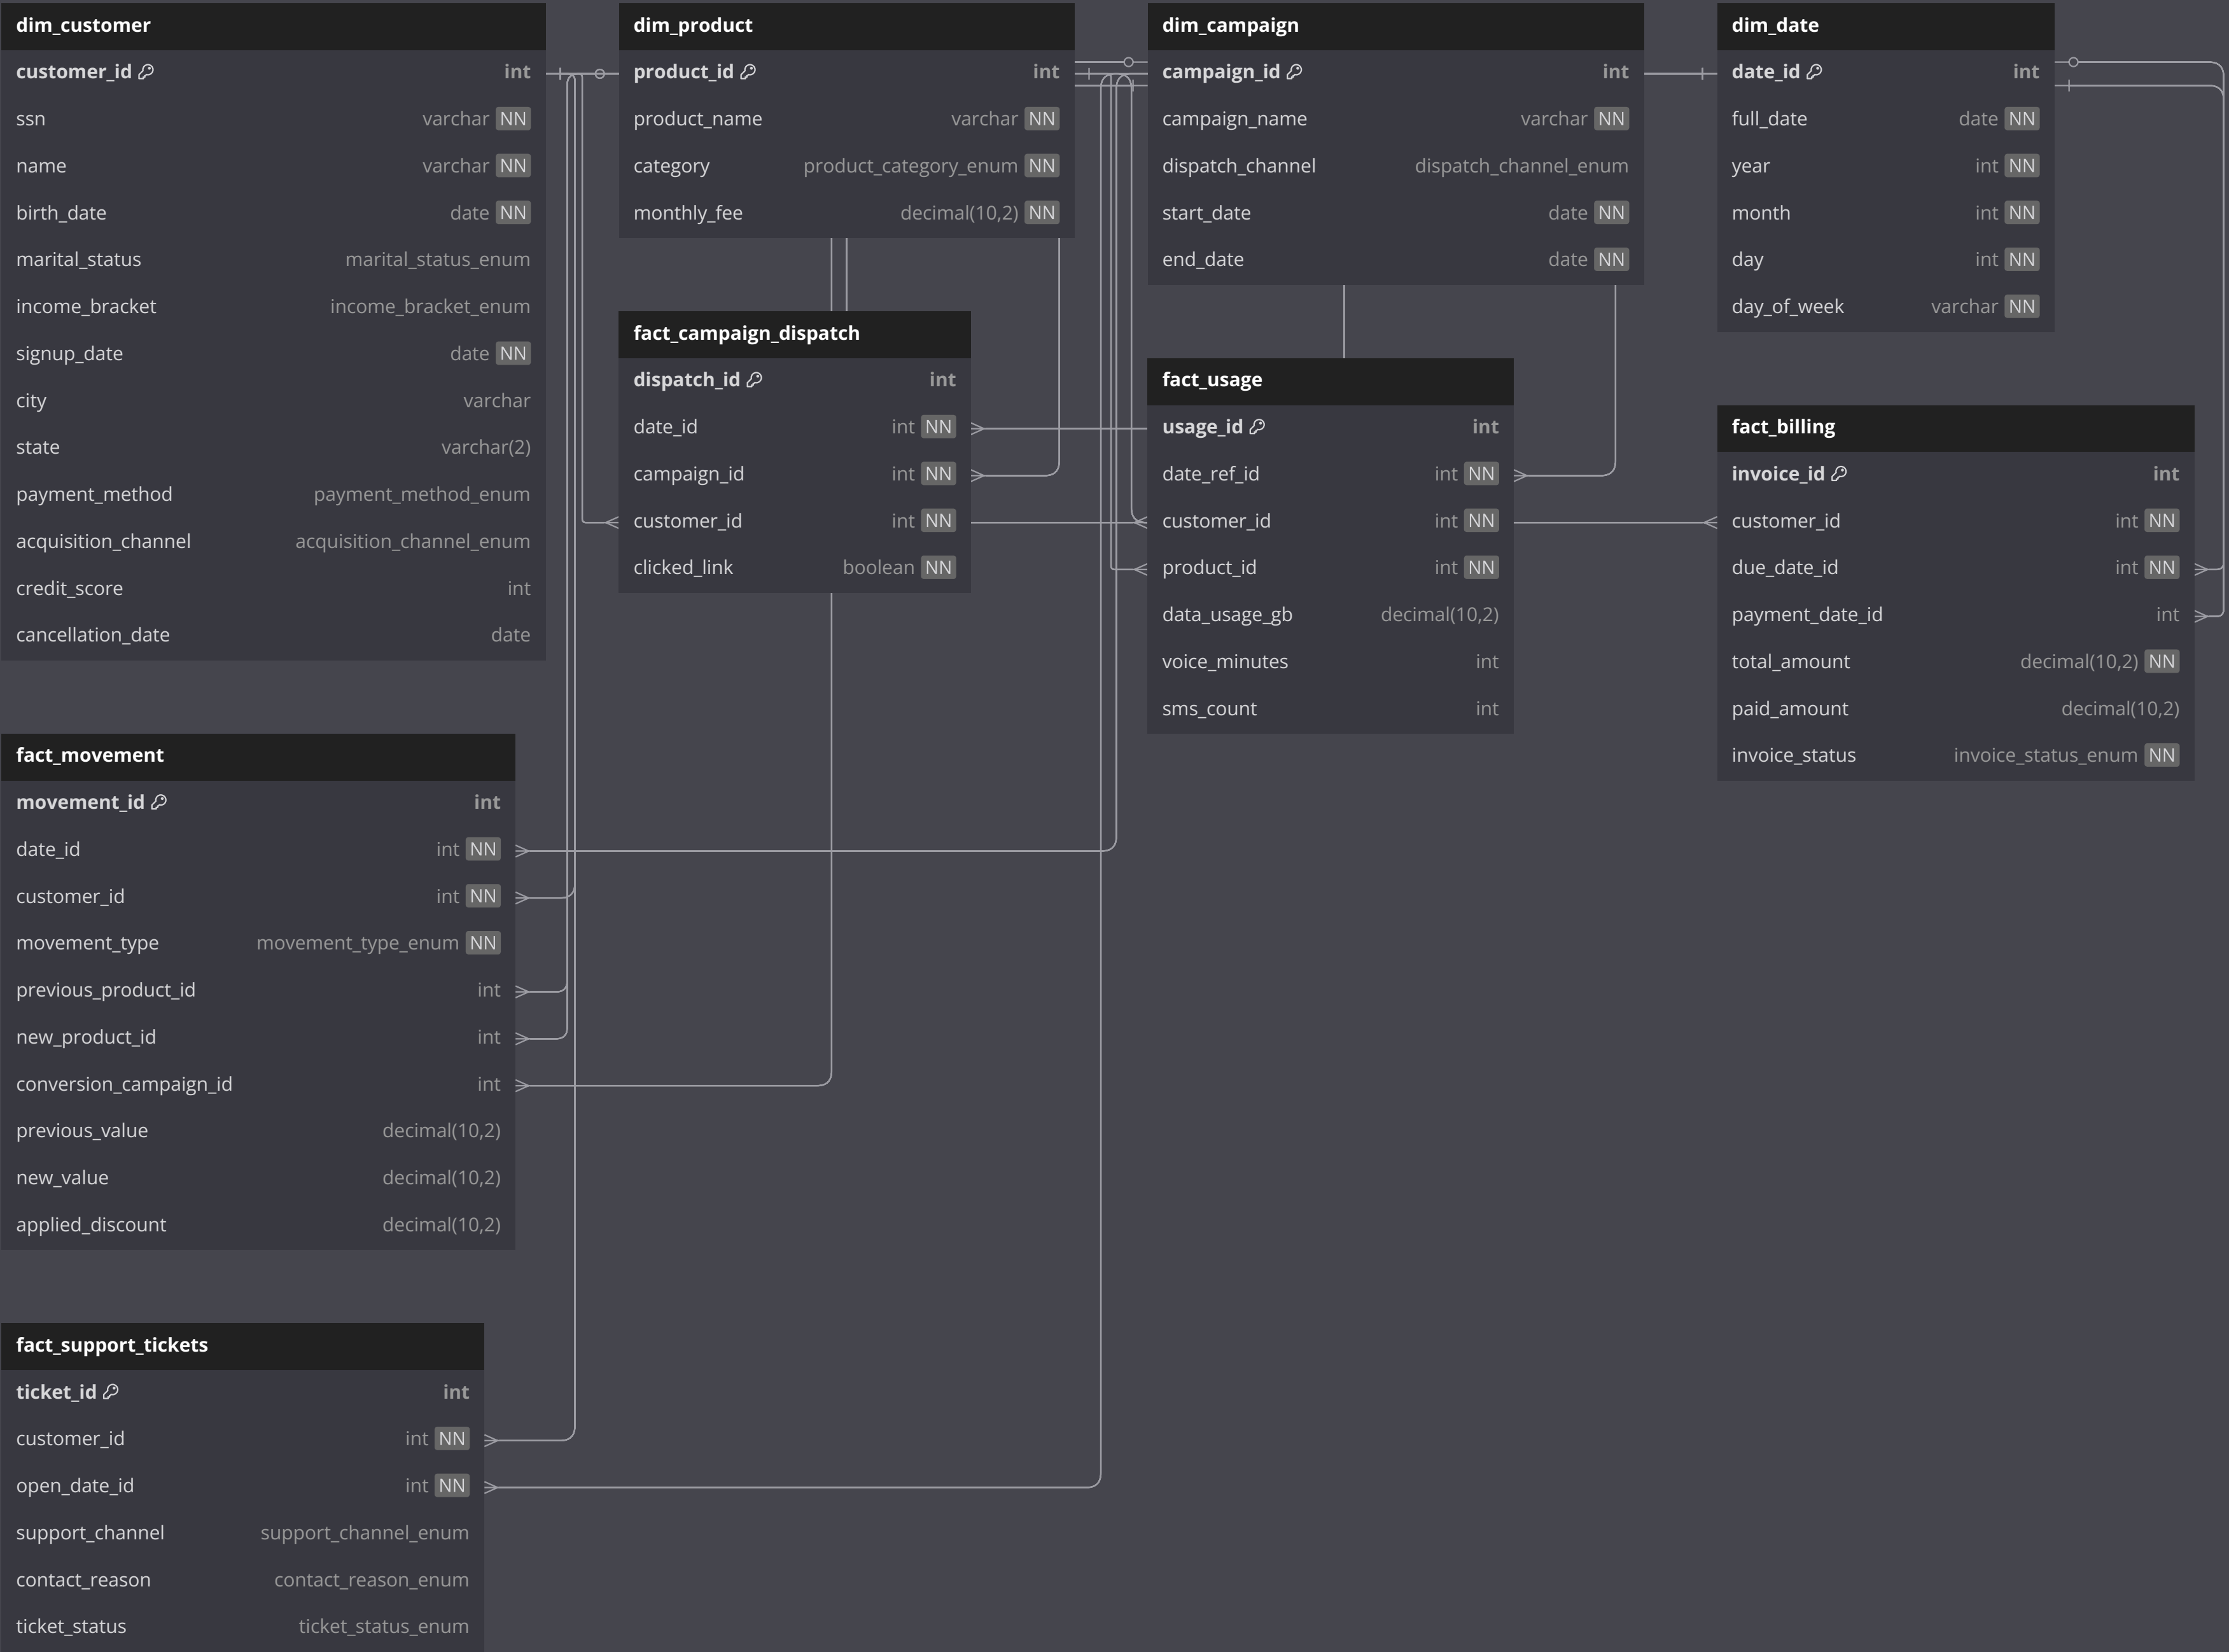 dim_customer
customer_id int
ssn varchar NN
name varchar NN
birth_date date NN
marital_status marital_status_enum
income_bracket income_bracket_enum
signup_date date NN
city varchar
state varchar(2)
payment_method payment_method_enum
acquisition_channel acquisition_channel_enum
credit_score int
cancellation_date date
dim_product
product_id int
product_name varchar NN
category product_category_enum NN
monthly_fee decimal(10,2) NN
dim_campaign
campaign_id int
campaign_name varchar NN
dispatch_channel dispatch_channel_enum
start_date date NN
end_date date NN
dim_date
date_id int
full_date date NN
year int NN
month int NN
day int NN
day_of_week varchar NN
fact_campaign_dispatch
dispatch_id int
date_id int NN
campaign_id int NN
customer_id int NN
clicked_link boolean NN
fact_usage
usage_id int
date_ref_id int NN
customer_id int NN
product_id int NN
data_usage_gb decimal(10,2)
voice_minutes int
sms_count int
fact_billing
invoice_id int
customer_id int NN
due_date_id int NN
payment_date_id int
total_amount decimal(10,2) NN
paid_amount decimal(10,2)
invoice_status invoice_status_enum NN
fact_movement
movement_id int
date_id int NN
customer_id int NN
movement_type movement_type_enum NN
previous_product_id int
new_product_id int
conversion_campaign_id int
previous_value decimal(10,2)
new_value decimal(10,2)
applied_discount decimal(10,2)
fact_support_tickets
ticket_id int
customer_id int NN
open_date_id int NN
support_channel support_channel_enum
contact_reason contact_reason_enum
ticket_status ticket_status_enum